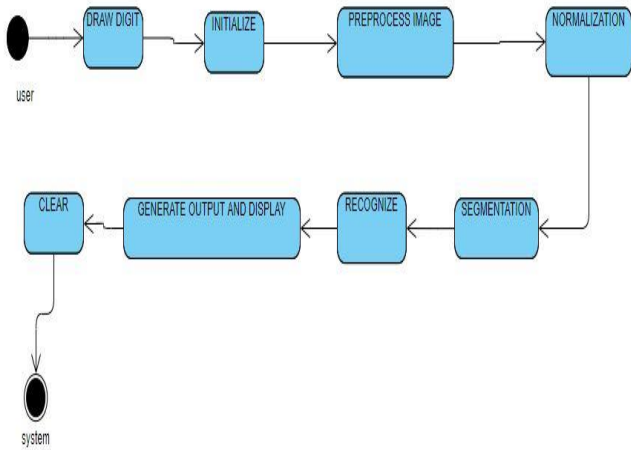 DRAW DIGIT
INITIALIZE
PREPROCESS IMAGE
NORMALIZATION
user
CLEAR
GENERATE OUTPUT AND DISPLAY
RECOGNIZE
SEGMENTATION
system